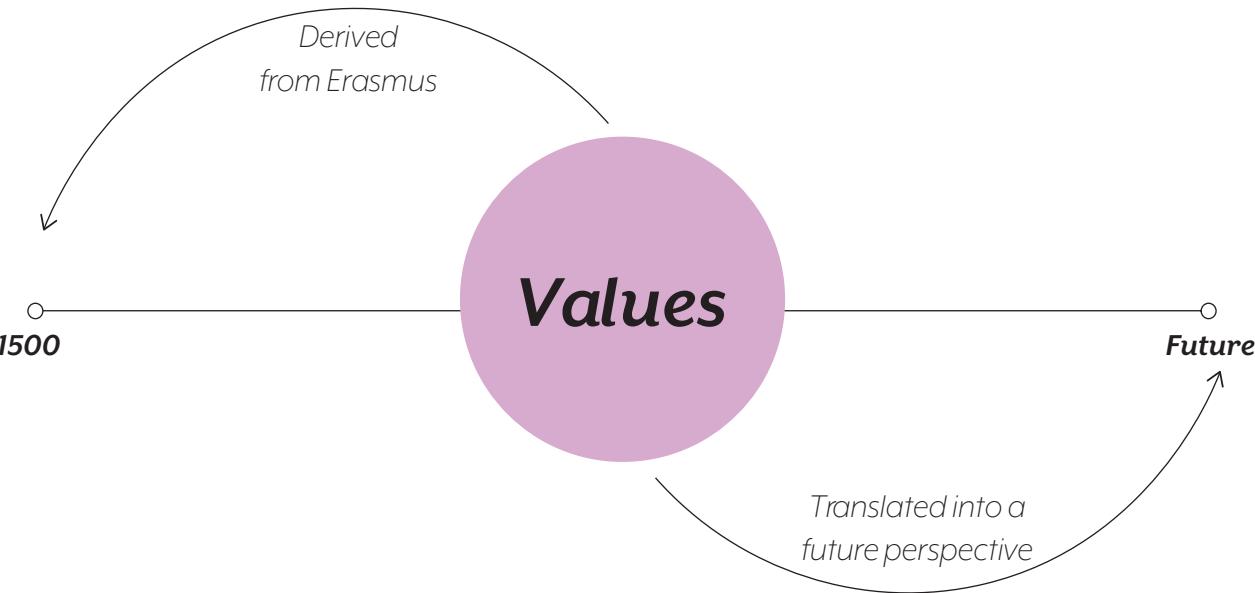 Derived
from Erasmus
Values
1500
Future
Translated into a
future perspective